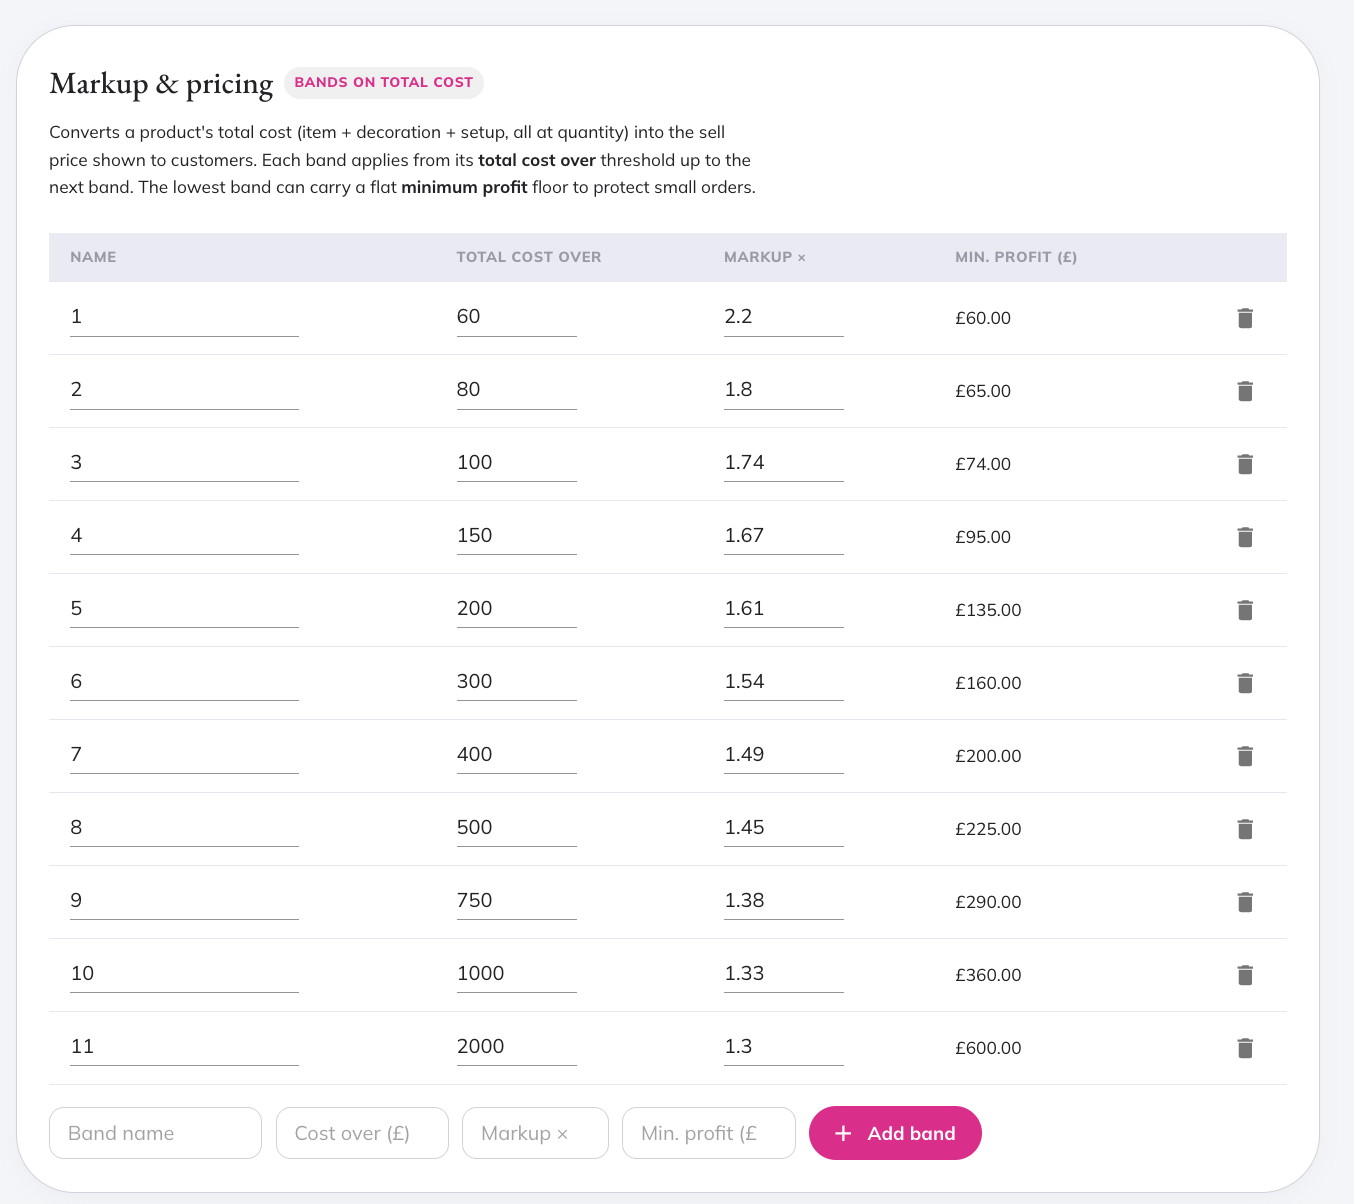 Markup & pricing BANDS ON TOTAL COST
Converts a product's total cost (item + decoration + setup, all at quantity) into the sell
price shown to customers. Each band applies from its total cost over threshold up to the
next band. The lowest band can carry a flat minimum profit floor to protect small orders.
NAME TOTAL COST OVER MARKUP × MIN. PROFIT (£)
1 60 2.2 £60.00
2 80 1.8 £65.00
3 100 1.74 £74.00
4 150 1.67 £95.00
5 200 1.61 £135.00
6 300 1.54 £160.00
7 400 1.49 £200.00
8 500 1.45 £225.00
9 750 1.38 £290.00
10 1000 1.33 £360.00
11 2000 1.3 £600.00
Band name Cost over (£) Markup × Min. profit (£ + Add band